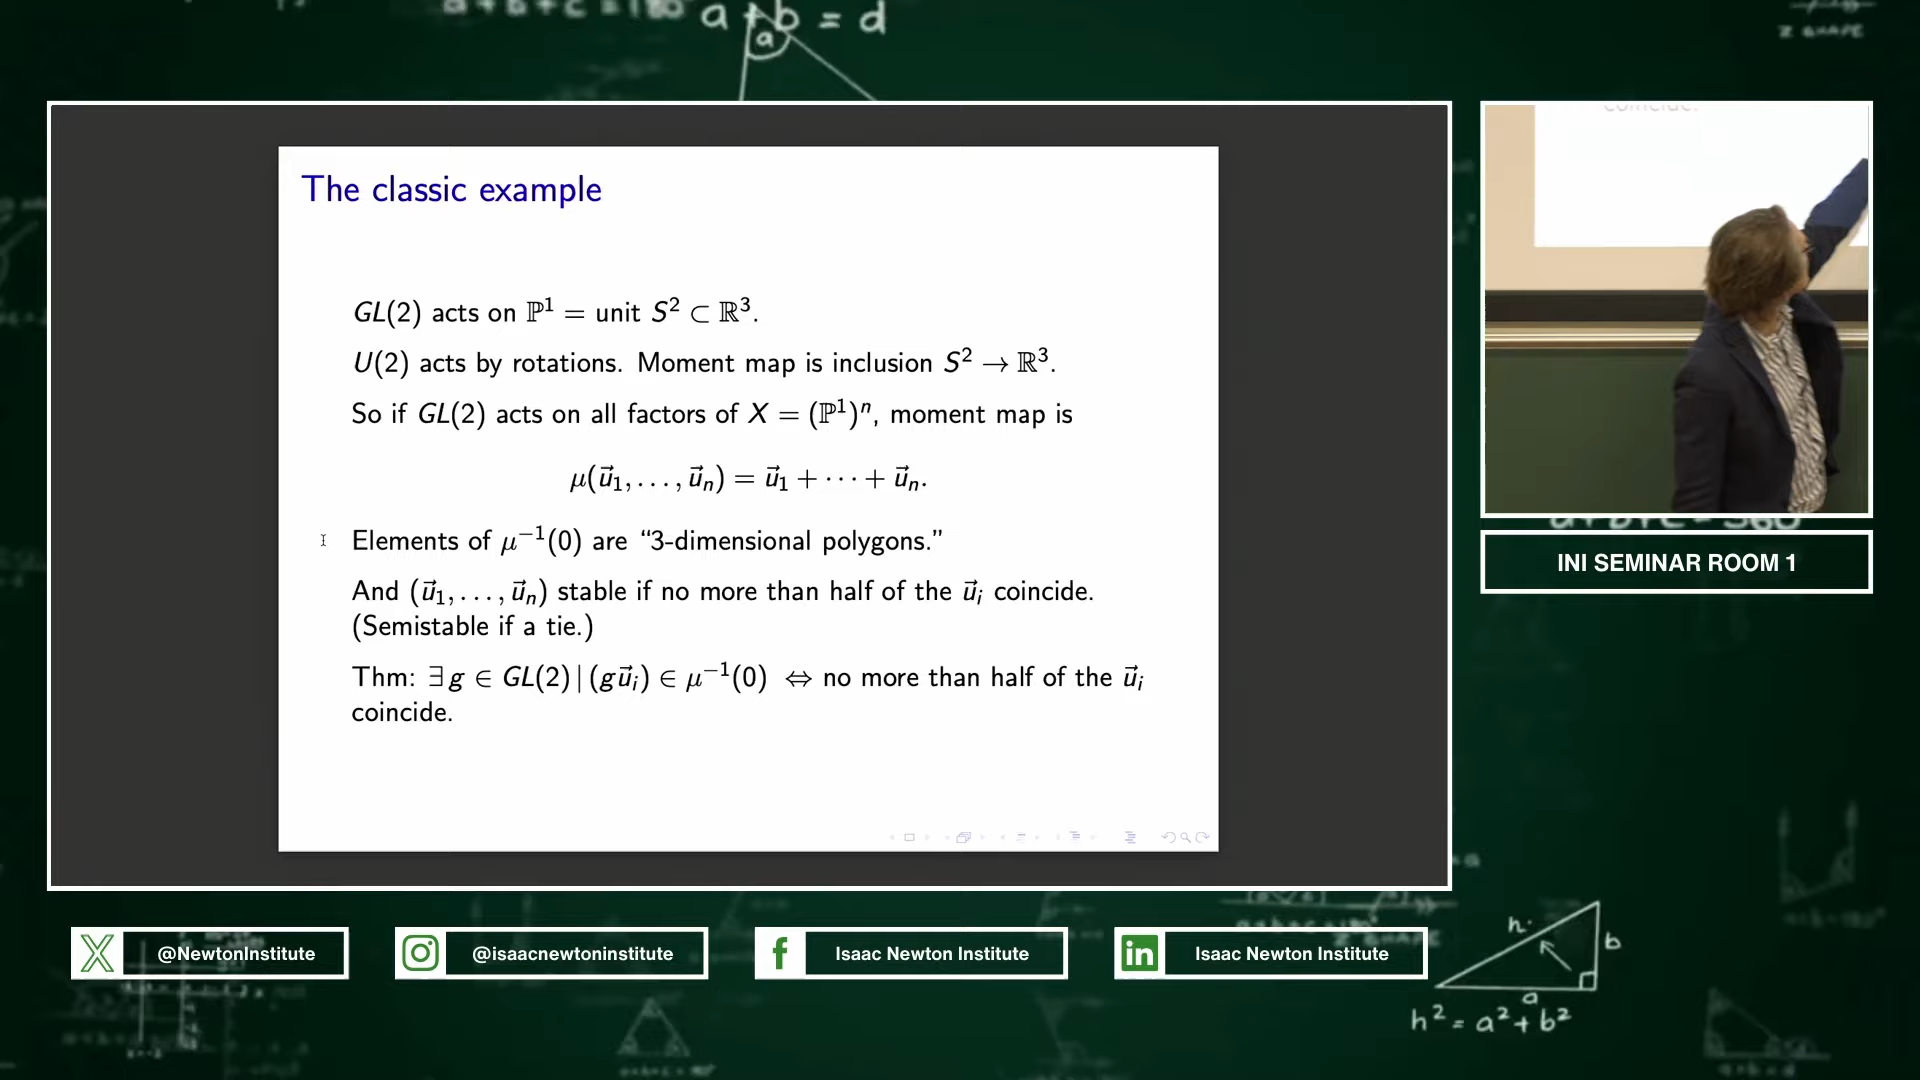 a + b + c = 180°
a + b = d
a
Z SHAPE
The classic example
GL(2) acts on ℙ¹ = unit S² ⊂ ℝ³.
U(2) acts by rotations. Moment map is inclusion S² → ℝ³.
So if GL(2) acts on all factors of X = (ℙ¹)ⁿ, moment map is
μ(u⃗₁, . . . , u⃗ₙ) = u⃗₁ + · · · + u⃗ₙ.
Elements of μ⁻¹(0) are “3-dimensional polygons.”
And (u⃗₁, . . . , u⃗ₙ) stable if no more than half of the u⃗ᵢ coincide.
(Semistable if a tie.)
Thm: ∃ g ∈ GL(2) | (gu⃗ᵢ) ∈ μ⁻¹(0) ⇔ no more than half of the u⃗ᵢ
coincide.
coincide.
INI SEMINAR ROOM 1
@NewtonInstitute
@isaacnewtoninstitute
Isaac Newton Institute
Isaac Newton Institute
h
b
a
h² = a² + b²